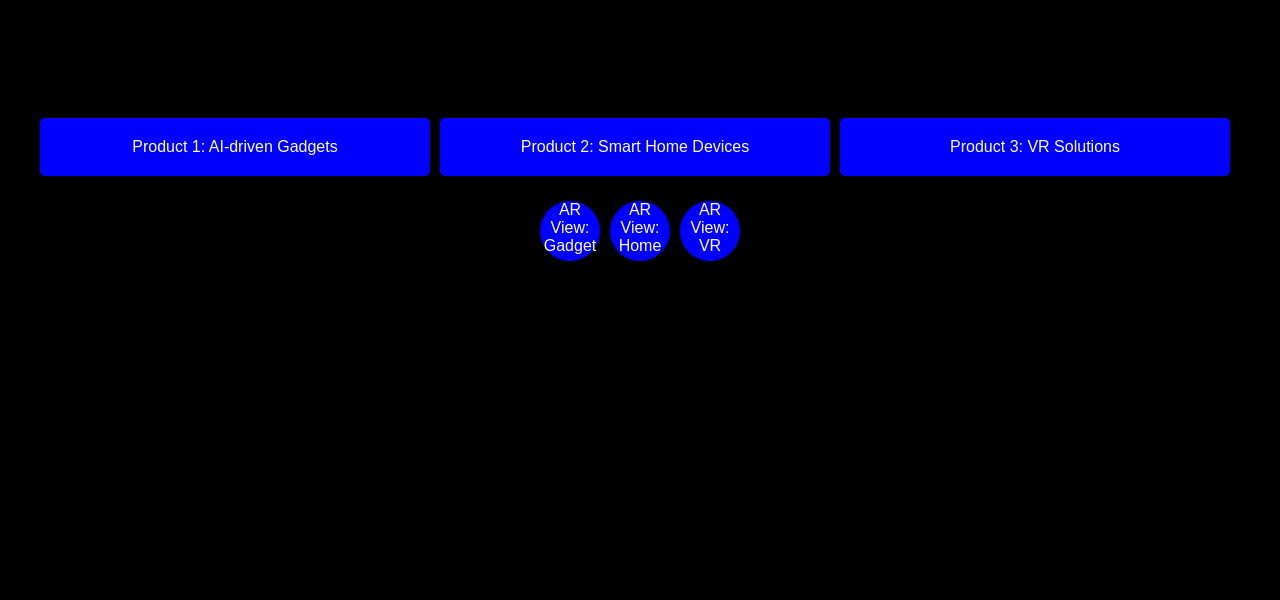 Product 1: AI-driven Gadgets
Product 2: Smart Home Devices
Product 3: VR Solutions
AR
View:
Gadget
AR
View:
Home
AR
View:
VR